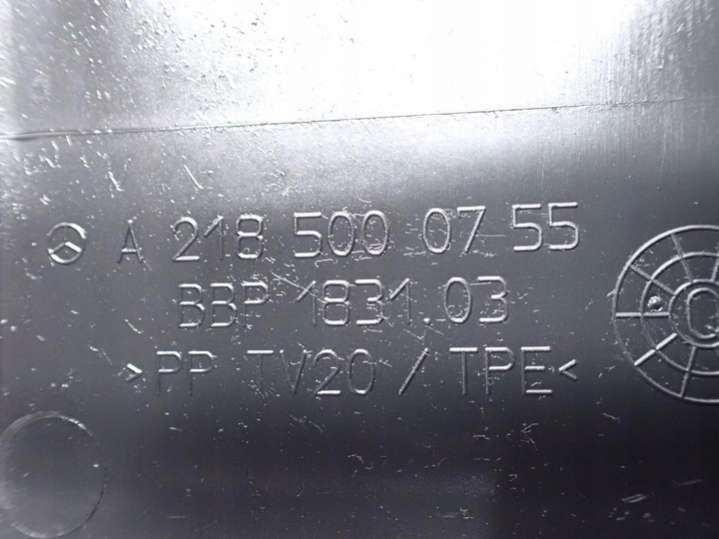 A 218 500 07 55
BBP 1831.03
>PP TV20 / TPE<